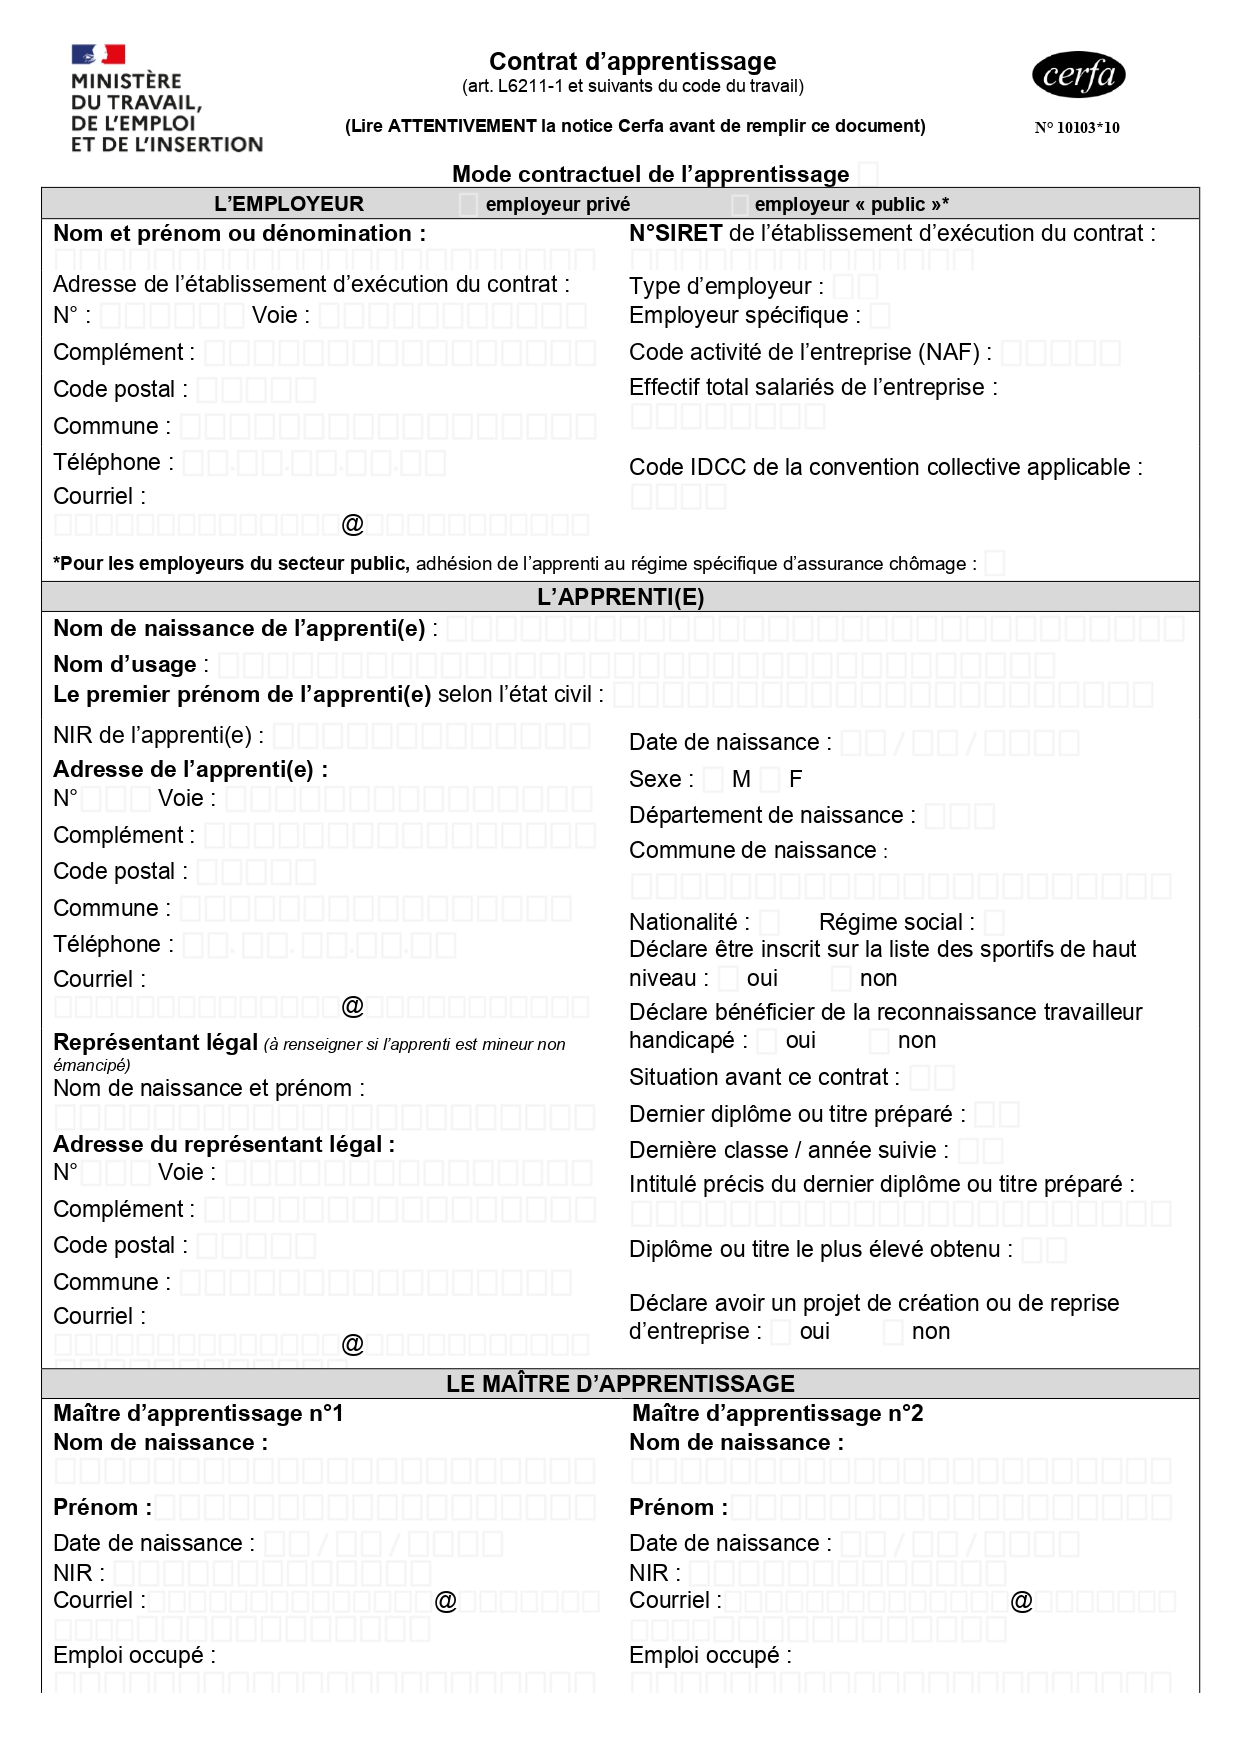 MINISTÈRE
DU TRAVAIL,
DE L'EMPLOI
ET DE L'INSERTION
Contrat d'apprentissage
(art. L6211-1 et suivants du code du travail)
(Lire ATTENTIVEMENT la notice Cerfa avant de remplir ce document)
cerfa
N° 10103*10
Mode contractuel de l'apprentissage
L'EMPLOYEUR employeur privé employeur « public »*
Nom et prénom ou dénomination :
Adresse de l'établissement d'exécution du contrat :
N° : Voie :
Complément :
Code postal :
Commune :
Téléphone : . . . .
Courriel :
@
N°SIRET de l'établissement d'exécution du contrat :
Type d'employeur :
Employeur spécifique :
Code activité de l'entreprise (NAF) :
Effectif total salariés de l'entreprise :
Code IDCC de la convention collective applicable :
*Pour les employeurs du secteur public, adhésion de l'apprenti au régime spécifique d'assurance chômage :
L'APPRENTI(E)
Nom de naissance de l'apprenti(e) :
Nom d'usage :
Le premier prénom de l'apprenti(e) selon l'état civil :
NIR de l'apprenti(e) :
Adresse de l'apprenti(e) :
N° Voie :
Complément :
Code postal :
Commune :
Téléphone : . . . .
Courriel :
@
Représentant légal (à renseigner si l'apprenti est mineur non
émancipé)
Nom de naissance et prénom :
Adresse du représentant légal :
N° Voie :
Complément :
Code postal :
Commune :
Courriel :
@
Date de naissance : / /
Sexe : M F
Département de naissance :
Commune de naissance :
Nationalité : Régime social :
Déclare être inscrit sur la liste des sportifs de haut
niveau : oui non
Déclare bénéficier de la reconnaissance travailleur
handicapé : oui non
Situation avant ce contrat :
Dernier diplôme ou titre préparé :
Dernière classe / année suivie :
Intitulé précis du dernier diplôme ou titre préparé :
Diplôme ou titre le plus élevé obtenu :
Déclare avoir un projet de création ou de reprise
d'entreprise : oui non
LE MAÎTRE D'APPRENTISSAGE
Maître d'apprentissage n°1
Nom de naissance :
Prénom :
Date de naissance : / /
NIR :
Courriel : @
Emploi occupé :
Maître d'apprentissage n°2
Nom de naissance :
Prénom :
Date de naissance : / /
NIR :
Courriel : @
Emploi occupé :